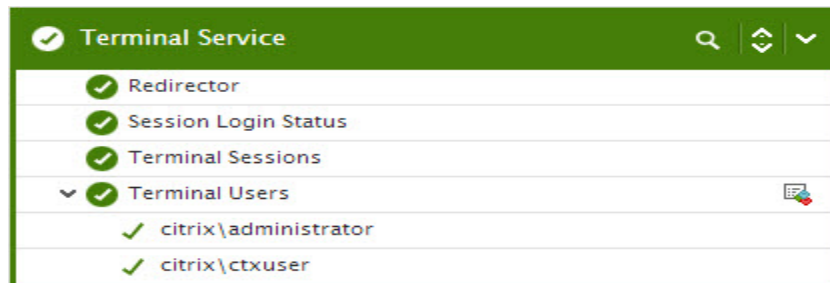 Terminal Service
Redirector
Session Login Status
Terminal Sessions
Terminal Users
citrix\administrator
citrix\ctxuser